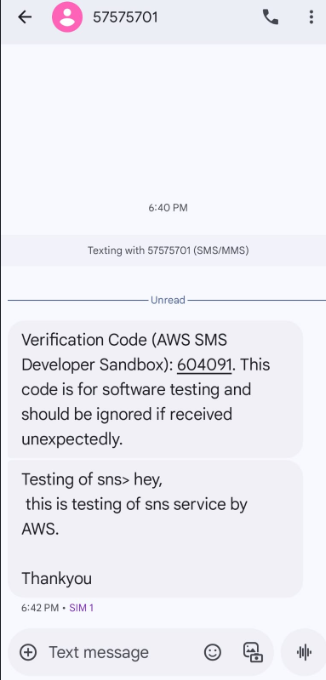 57575701
6:40 PM
Texting with 57575701 (SMS/MMS)
Unread
Verification Code (AWS SMS
Developer Sandbox): 604091. This
code is for software testing and
should be ignored if received
unexpectedly.
Testing of sns> hey,
this is testing of sns service by
AWS.
Thankyou
6:42 PM • SIM 1
Text message